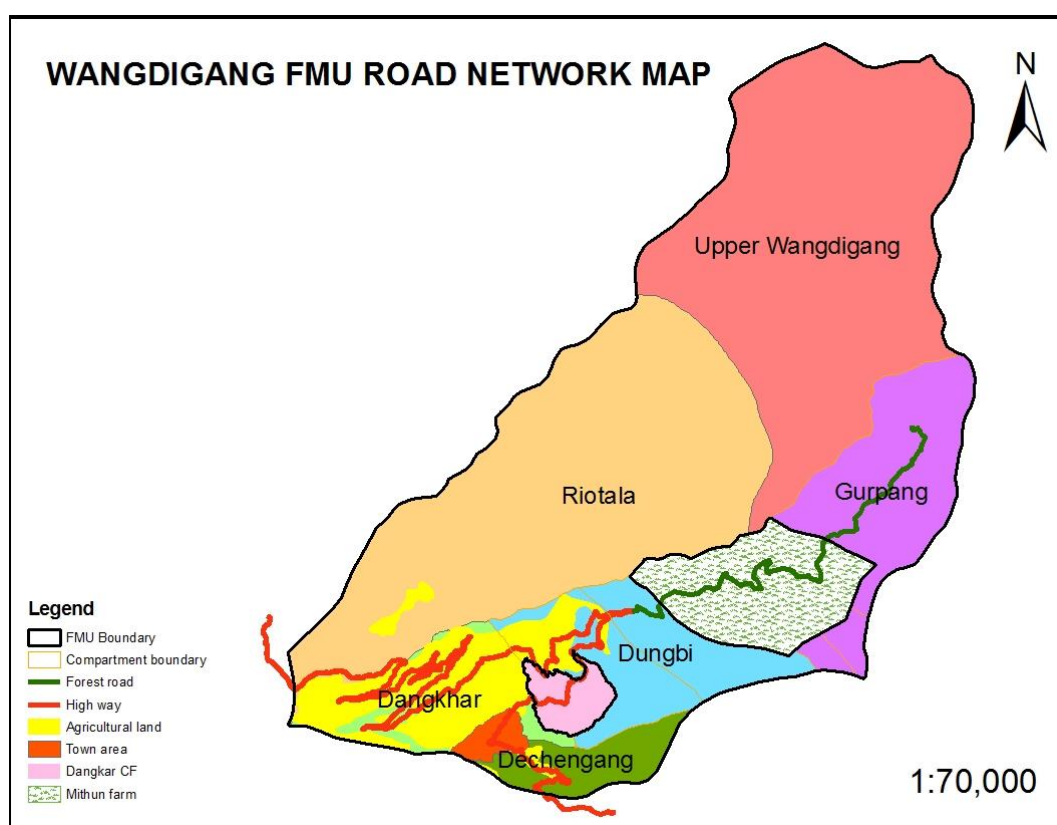 WANGDIGANG FMU ROAD NETWORK MAP
N
Upper Wangdigang
Riotala
Gurpang
Dungbi
Dangkhar
Dechengang
Legend
FMU Boundary
Compartment boundary
Forest road
High way
Agricultural land
Town area
Dangkar CF
Mithun farm
1:70,000